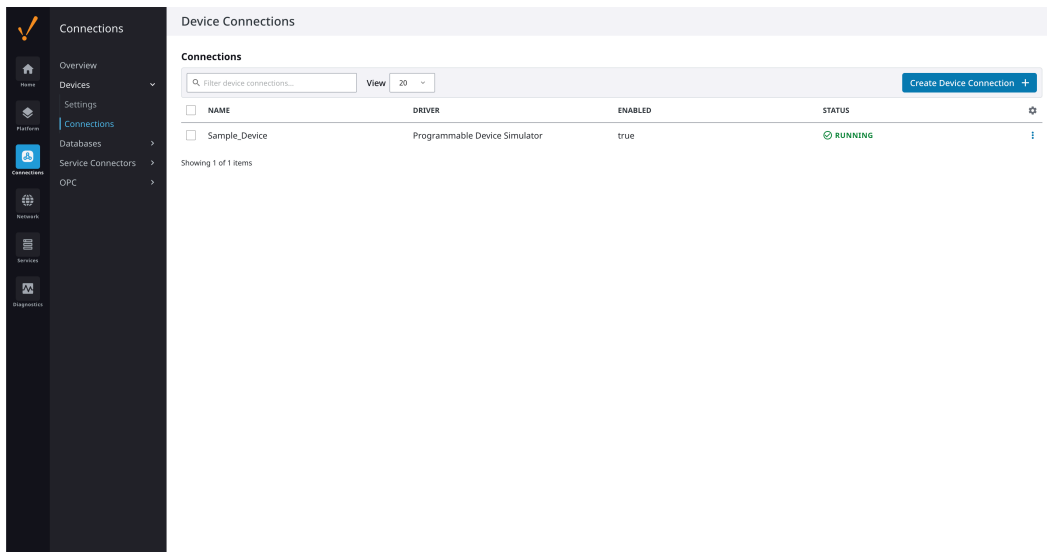 Connections
Device Connections
Home
Platform
Connections
Network
Services
Diagnostics
Overview
Devices
Settings
Connections
Databases
Service Connectors
OPC
Connections
Filter device connections...
View 20
Create Device Connection +
NAME DRIVER ENABLED STATUS
Sample_Device Programmable Device Simulator true RUNNING
Showing 1 of 1 items